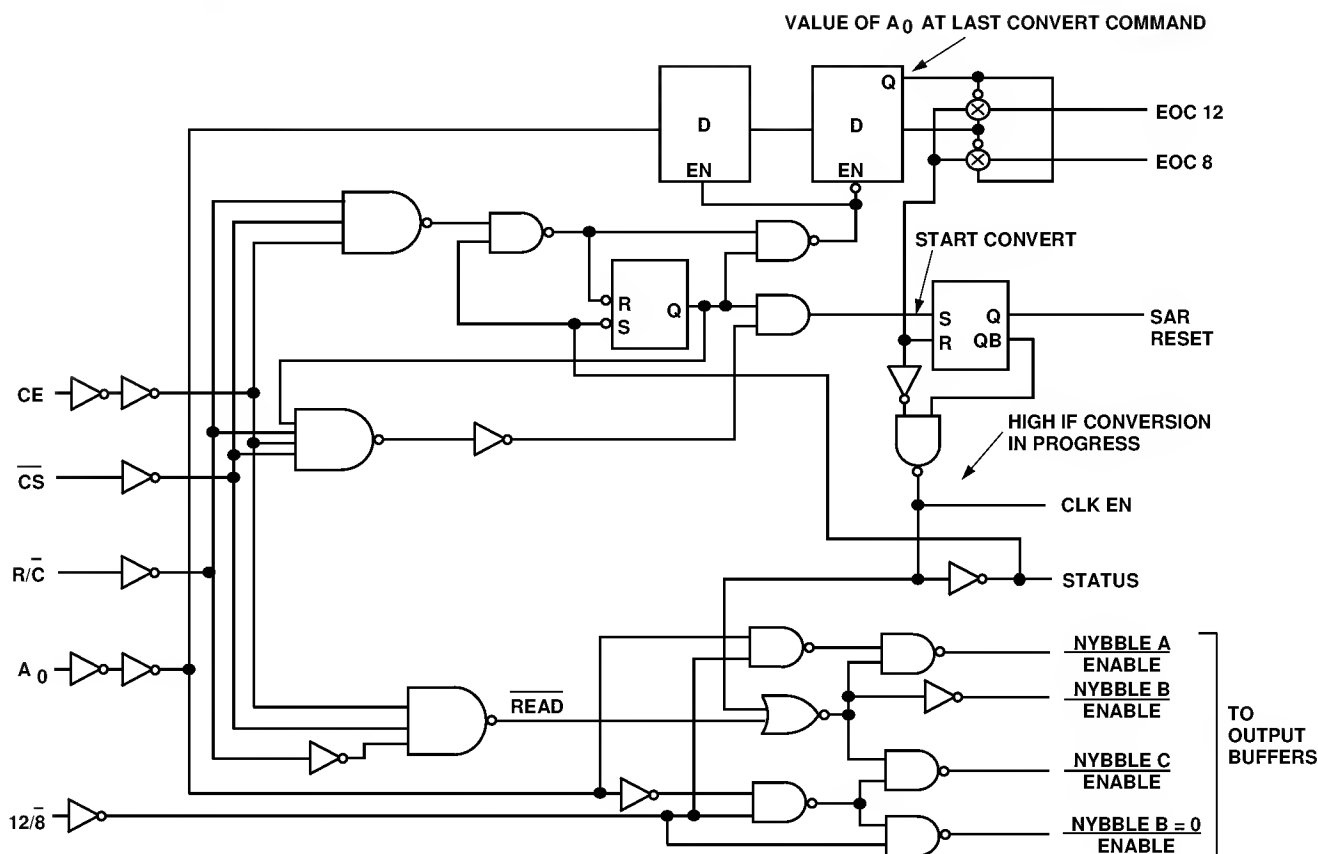 VALUE OF A0 AT LAST CONVERT COMMAND
Q
D
D
EN
EN
EOC 12
EOC 8
START CONVERT
R
S
Q
S
R
Q
QB
SAR
RESET
CE
HIGH IF CONVERSION
IN PROGRESS
C̅S̅
CLK EN
R/C̅
STATUS
A0
READ̅
NYBBLE A
ENABLE
NYBBLE B
ENABLE
TO
OUTPUT
BUFFERS
NYBBLE C
ENABLE
12/8̅
NYBBLE B = 0
ENABLE